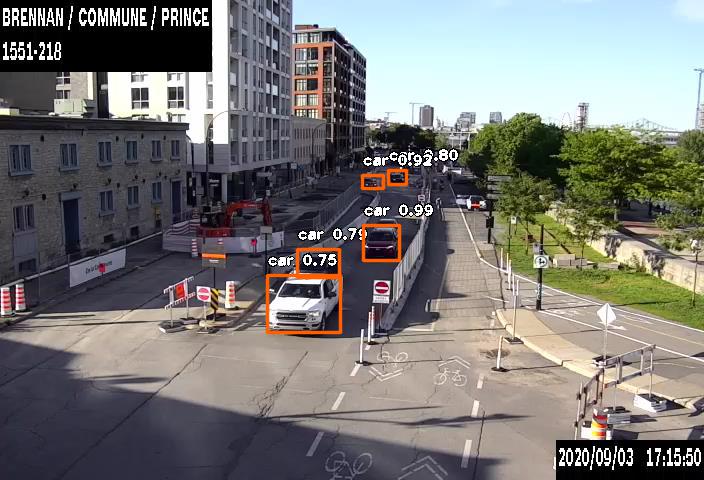 BRENNAN / COMMUNE / PRINCE
1551-218
car 0.92
0.80
car 0.99
car 0.79
car 0.75
2020/09/03 17:15:50